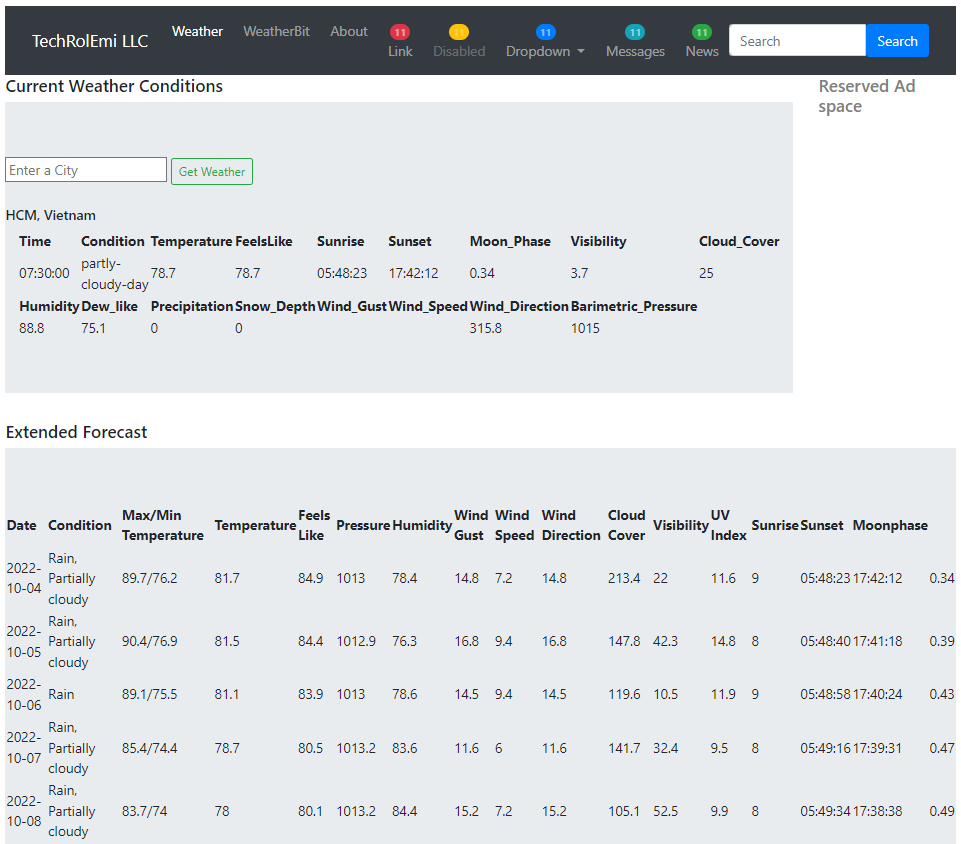 TechRolEmi LLC Weather WeatherBit About 11 Link 11 Disabled 11 Dropdown 11 Messages 11 News Search Search
Current Weather Conditions
Reserved Ad
space
Enter a City Get Weather
HCM, Vietnam
Time Condition Temperature FeelsLike Sunrise Sunset Moon_Phase Visibility Cloud_Cover
07:30:00 partly-cloudy-day 78.7 78.7 05:48:23 17:42:12 0.34 3.7 25
Humidity Dew_like Precipitation Snow_Depth Wind_Gust Wind_Speed Wind_Direction Barimetric_Pressure
88.8 75.1 0 0 315.8 1015
Extended Forecast
Date Condition Max/Min Temperature Temperature Feels Like Pressure Humidity Wind Gust Wind Speed Wind Direction Cloud Cover Visibility UV Index Sunrise Sunset Moonphase
2022-10-04 Rain, Partially cloudy 89.7/76.2 81.7 84.9 1013 78.4 14.8 7.2 14.8 213.4 22 11.6 9 05:48:23 17:42:12 0.34
2022-10-05 Rain, Partially cloudy 90.4/76.9 81.5 84.4 1012.9 76.3 16.8 9.4 16.8 147.8 42.3 14.8 8 05:48:40 17:41:18 0.39
2022-10-06 Rain 89.1/75.5 81.1 83.9 1013 78.6 14.5 9.4 14.5 119.6 10.5 11.9 9 05:48:58 17:40:24 0.43
2022-10-07 Rain, Partially cloudy 85.4/74.4 78.7 80.5 1013.2 83.6 11.6 6 11.6 141.7 32.4 9.5 8 05:49:16 17:39:31 0.47
2022-10-08 Rain, Partially cloudy 83.7/74 78 80.1 1013.2 84.4 15.2 7.2 15.2 105.1 52.5 9.9 8 05:49:34 17:38:38 0.49